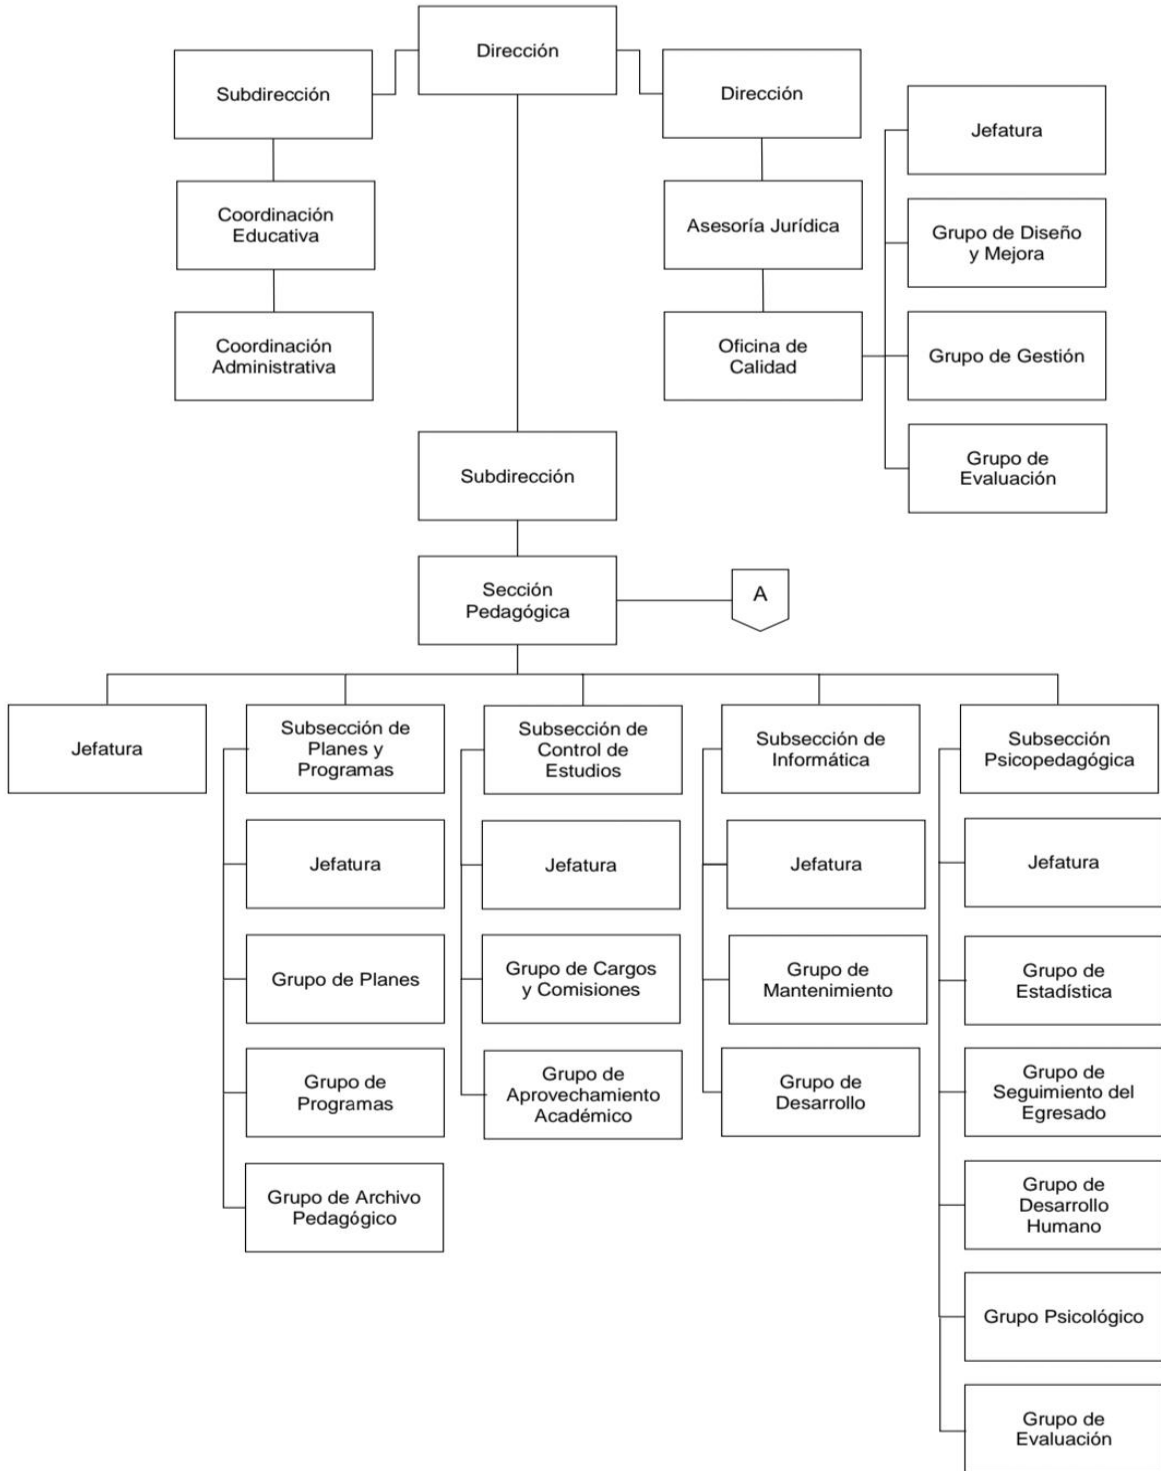 Dirección
Subdirección
Coordinación
Educativa
Coordinación
Administrativa
Dirección
Asesoría Jurídica
Oficina de
Calidad
Jefatura
Grupo de Diseño
y Mejora
Grupo de Gestión
Grupo de
Evaluación
Subdirección
Sección
Pedagógica
A
Jefatura
Subsección de
Planes y
Programas
Jefatura
Grupo de Planes
Grupo de
Programas
Grupo de Archivo
Pedagógico
Subsección de
Control de
Estudios
Jefatura
Grupo de Cargos
y Comisiones
Grupo de
Aprovechamiento
Académico
Subsección de
Informática
Jefatura
Grupo de
Mantenimiento
Grupo de
Desarrollo
Subsección
Psicopedagógica
Jefatura
Grupo de
Estadística
Grupo de
Seguimiento del
Egresado
Grupo de
Desarrollo
Humano
Grupo Psicológico
Grupo de
Evaluación